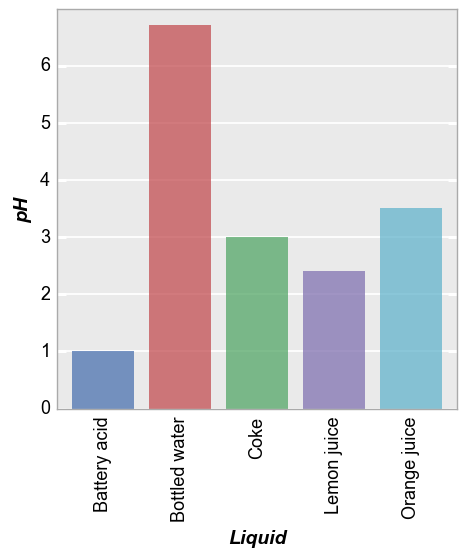 6
5
4
3
2
1
0
pH
Battery acid
Bottled water
Coke
Lemon juice
Orange juice
Liquid